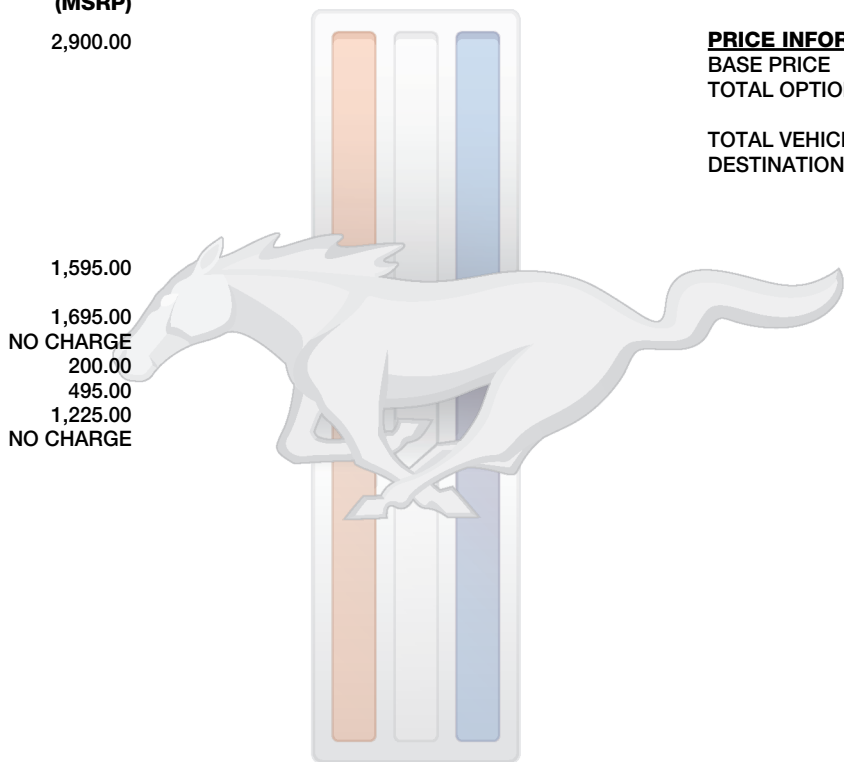 (MSRP)
2,900.00
1,595.00
1,695.00
NO CHARGE
200.00
495.00
1,225.00
NO CHARGE
PRICE INFOR
BASE PRICE
TOTAL OPTIO
TOTAL VEHIC
DESTINATION